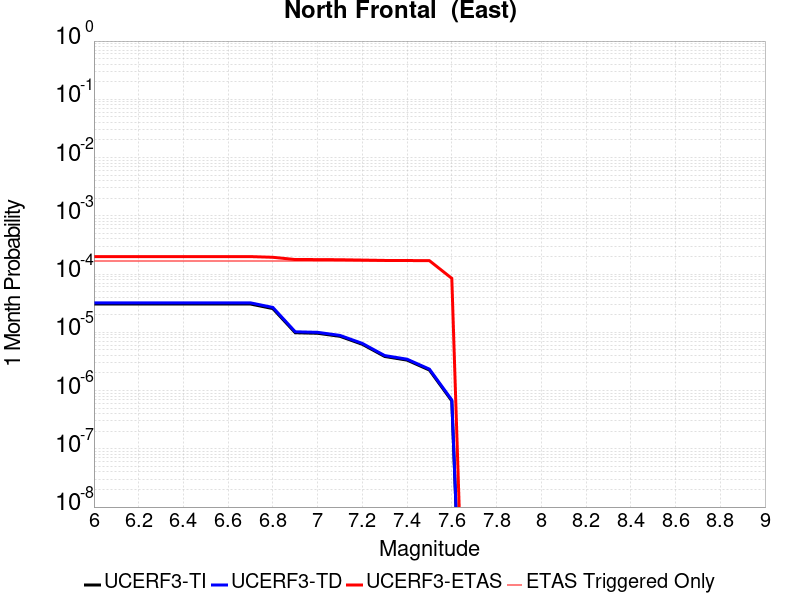 North Frontal  (East)
10^0
10^-1
10^-2
10^-3
10^-4
10^-5
10^-6
10^-7
10^-8
1 Month Probability
6 6.2 6.4 6.6 6.8 7 7.2 7.4 7.6 7.8 8 8.2 8.4 8.6 8.8 9
Magnitude
UCERF3-TI UCERF3-TD UCERF3-ETAS ETAS Triggered Only